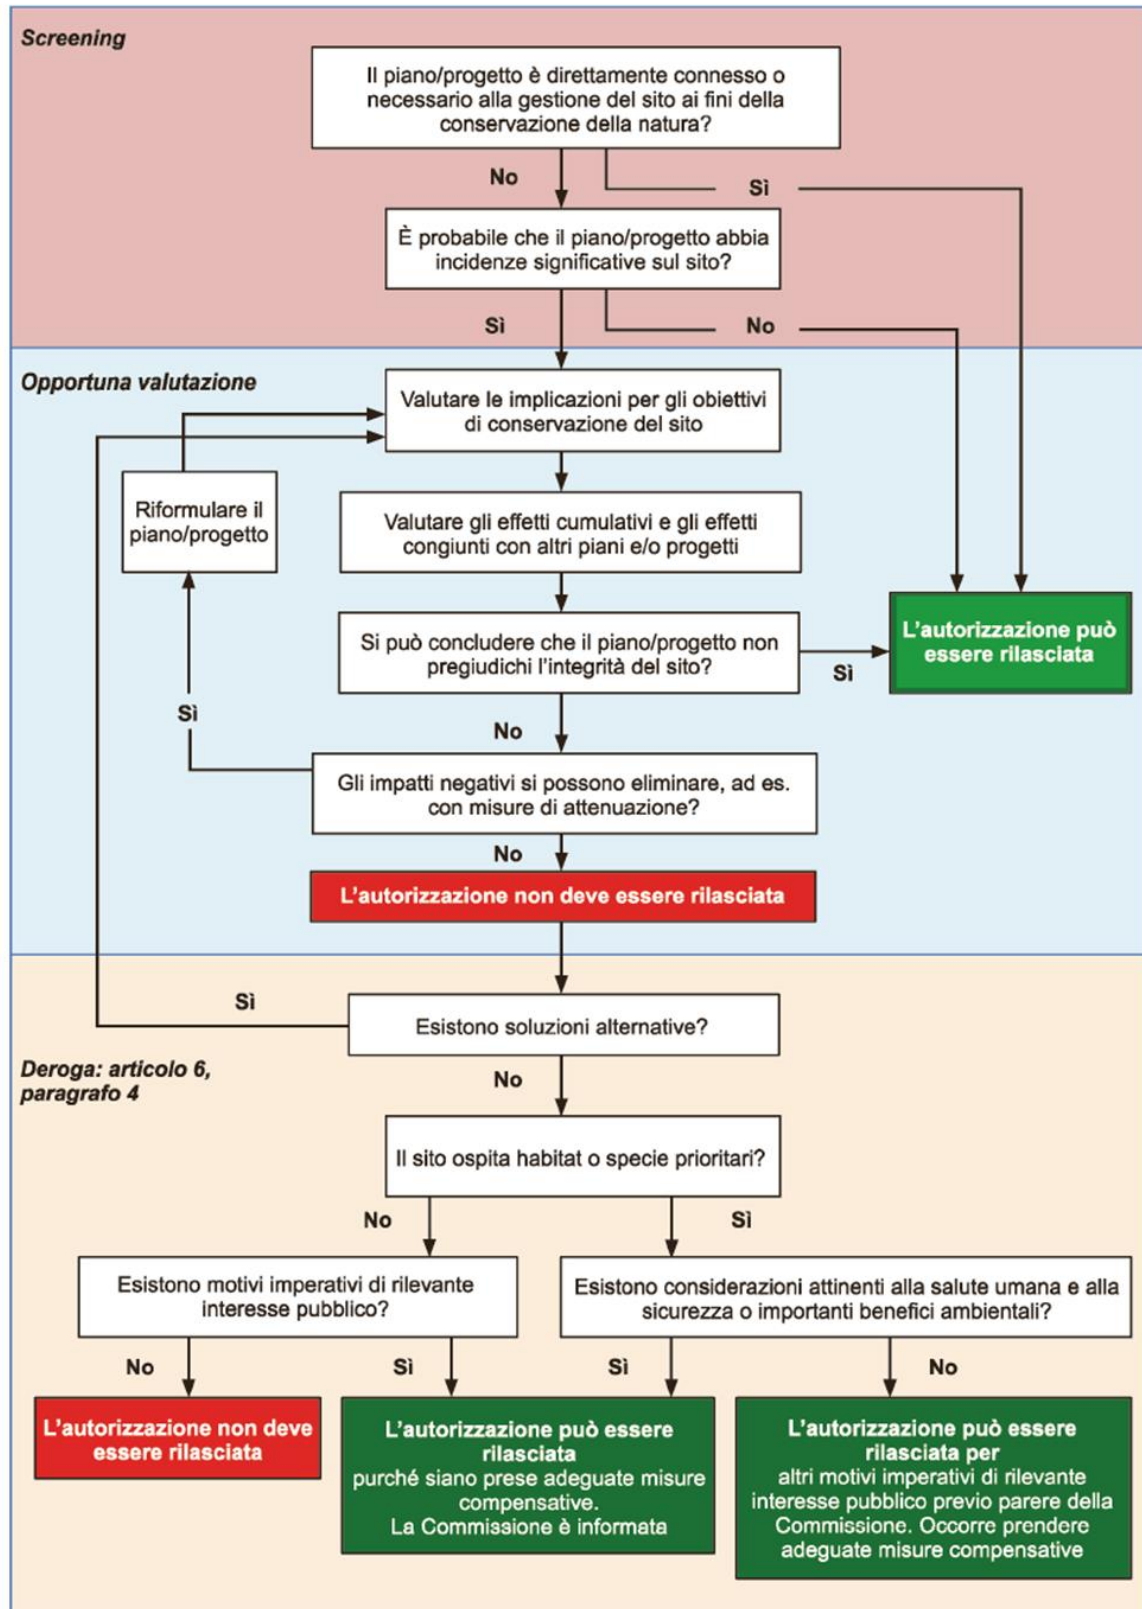 Screening
Il piano/progetto è direttamente connesso o
necessario alla gestione del sito ai fini della
conservazione della natura?
No
Sì
È probabile che il piano/progetto abbia
incidenze significative sul sito?
Sì
No
Opportuna valutazione
Valutare le implicazioni per gli obiettivi
di conservazione del sito
Riformulare il
piano/progetto
Valutare gli effetti cumulativi e gli effetti
congiunti con altri piani e/o progetti
Si può concludere che il piano/progetto non
pregiudichi l'integrità del sito?
Sì
L'autorizzazione può
essere rilasciata
Sì
No
Gli impatti negativi si possono eliminare, ad es.
con misure di attenuazione?
No
L'autorizzazione non deve essere rilasciata
Sì
Esistono soluzioni alternative?
Deroga: articolo 6,
paragrafo 4
No
Il sito ospita habitat o specie prioritari?
No
Sì
Esistono motivi imperativi di rilevante
interesse pubblico?
Esistono considerazioni attinenti alla salute umana e alla
sicurezza o importanti benefici ambientali?
No
Sì
Sì
No
L'autorizzazione non deve
essere rilasciata
L'autorizzazione può essere
rilasciata
purché siano prese adeguate misure
compensative.
La Commissione è informata
L'autorizzazione può essere
rilasciata per
altri motivi imperativi di rilevante
interesse pubblico previo parere della
Commissione. Occorre prendere
adeguate misure compensative